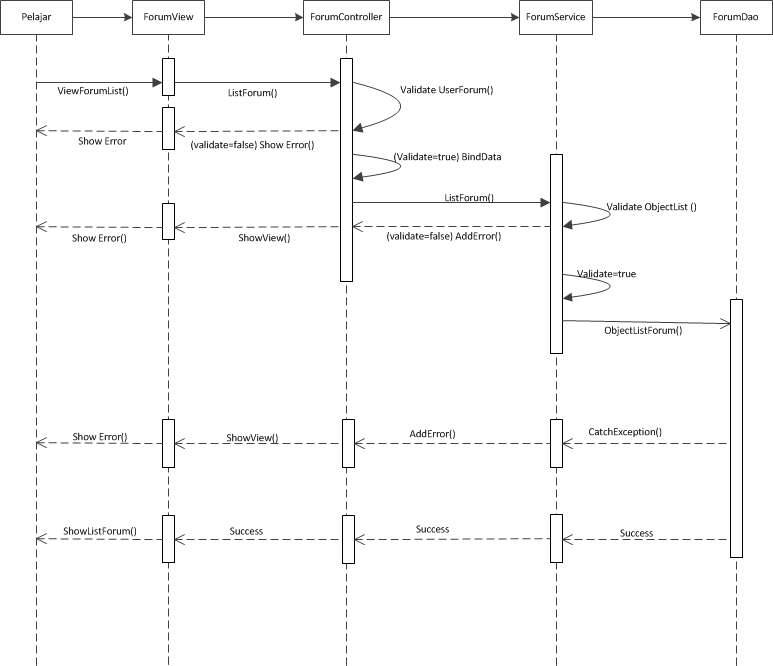 Pelajar
ForumView
ForumController
ForumService
ForumDao
ViewForumList()
ListForum()
Validate UserForum()
Show Error
(validate=false) Show Error()
(Validate=true) BindData
ListForum()
Validate ObjectList ()
Show Error()
ShowView()
(validate=false) AddError()
Validate=true
ObjectListForum()
Show Error()
ShowView()
AddError()
CatchException()
ShowListForum()
Success
Success
Success